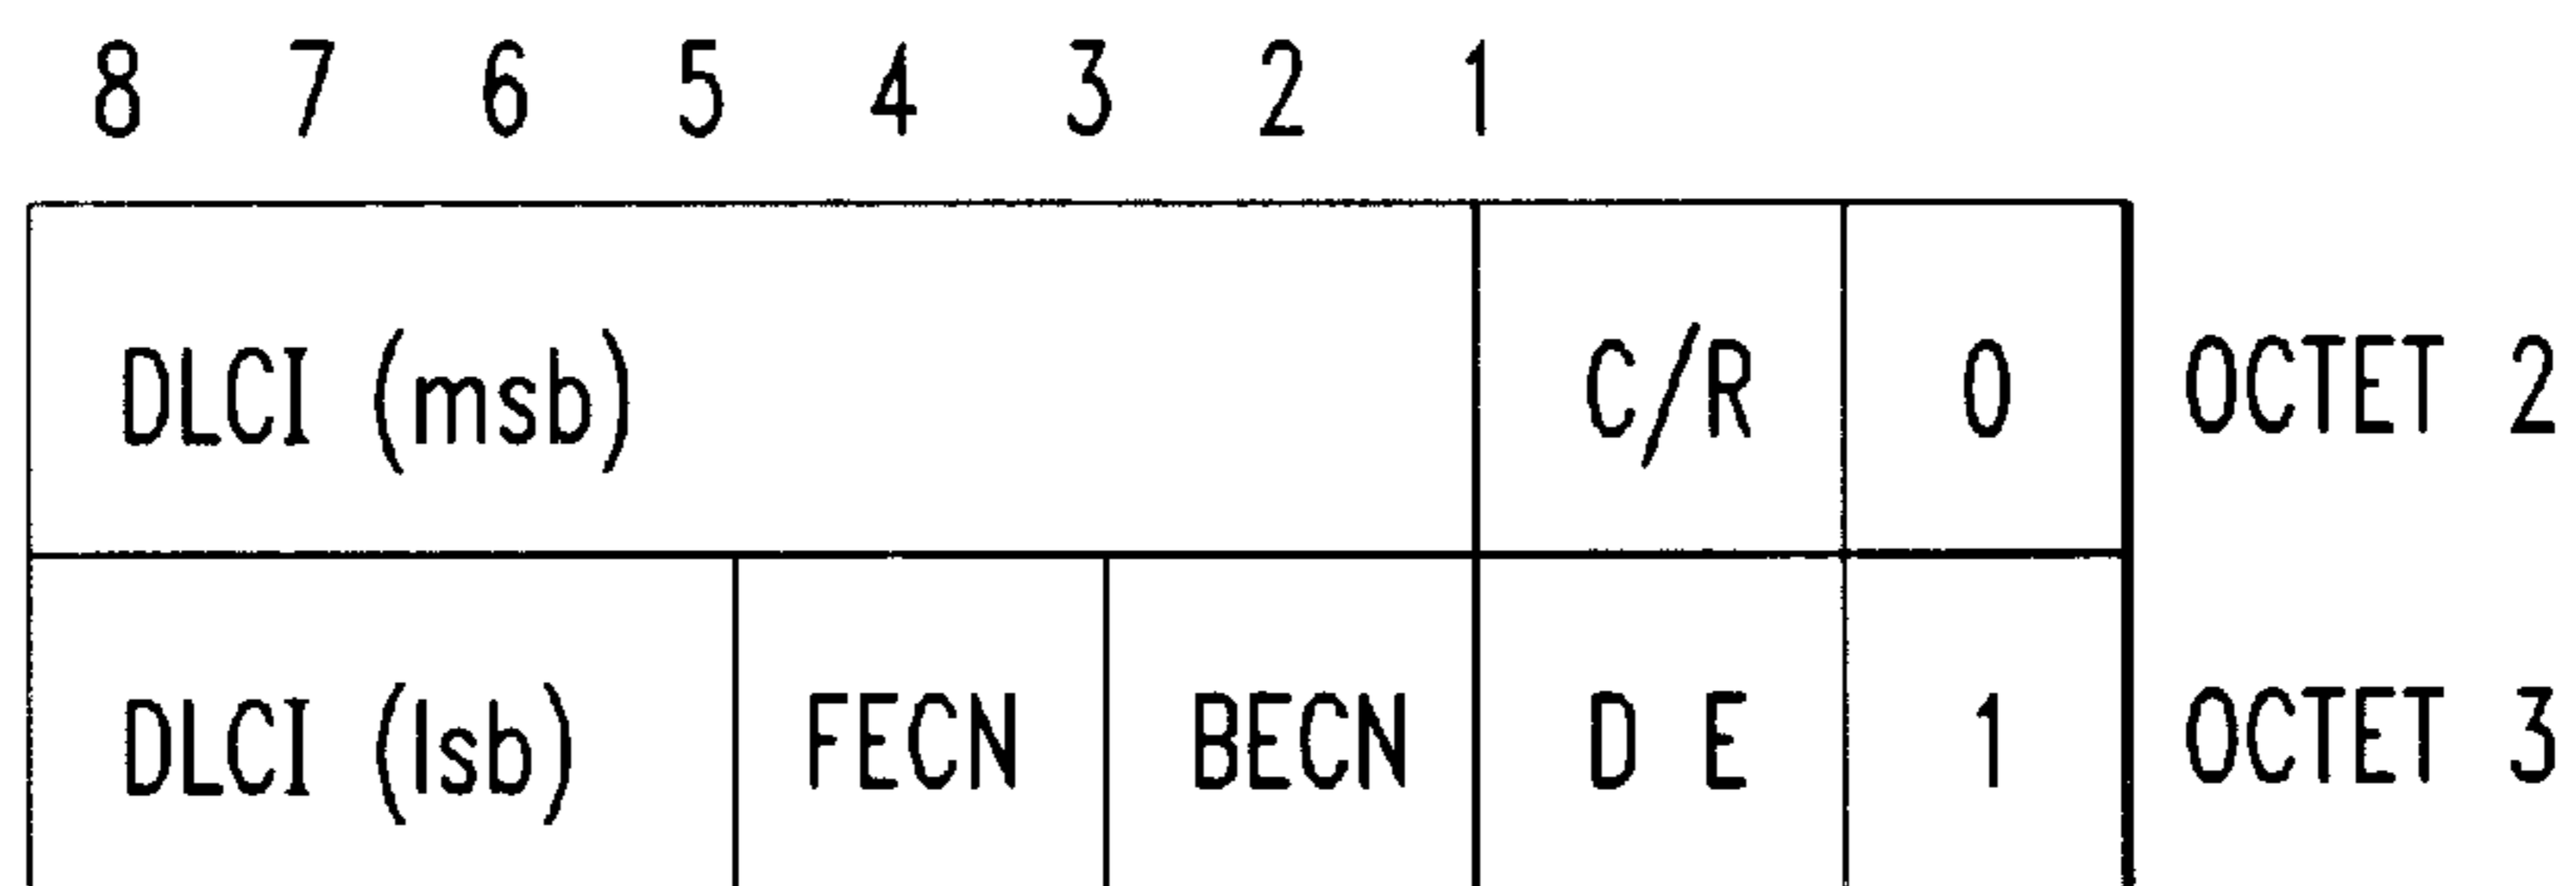 8 7 6 5 4 3 2 1
DLCI (msb) C/R 0 OCTET 2
DLCI (lsb) FECN BECN D E 1 OCTET 3